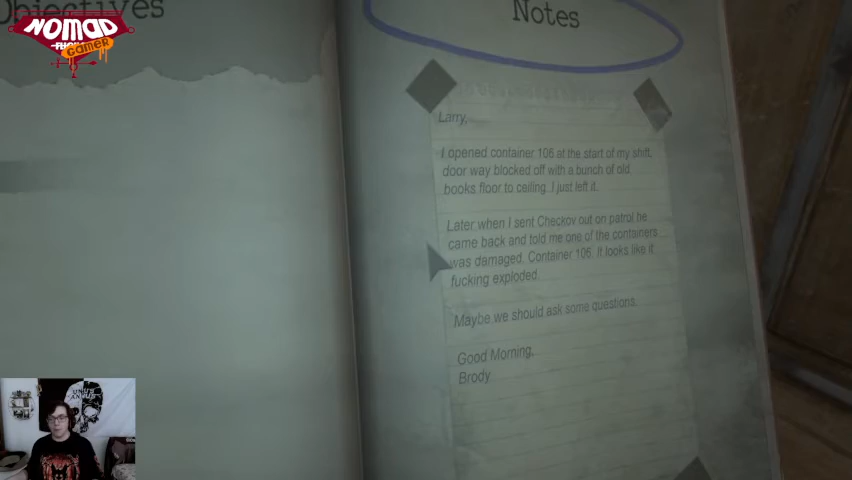 Objectives
NOMAD
GAMER
Notes
Larry,
I opened container 106 at the start of my shift,
door way blocked off with a bunch of old
books floor to ceiling. I just left it.
Later when I sent Checkov out on patrol he
came back and told me one of the containers
was damaged. Container 106. It looks like it
fucking exploded.
Maybe we should ask some questions.
Good Morning,
Brody